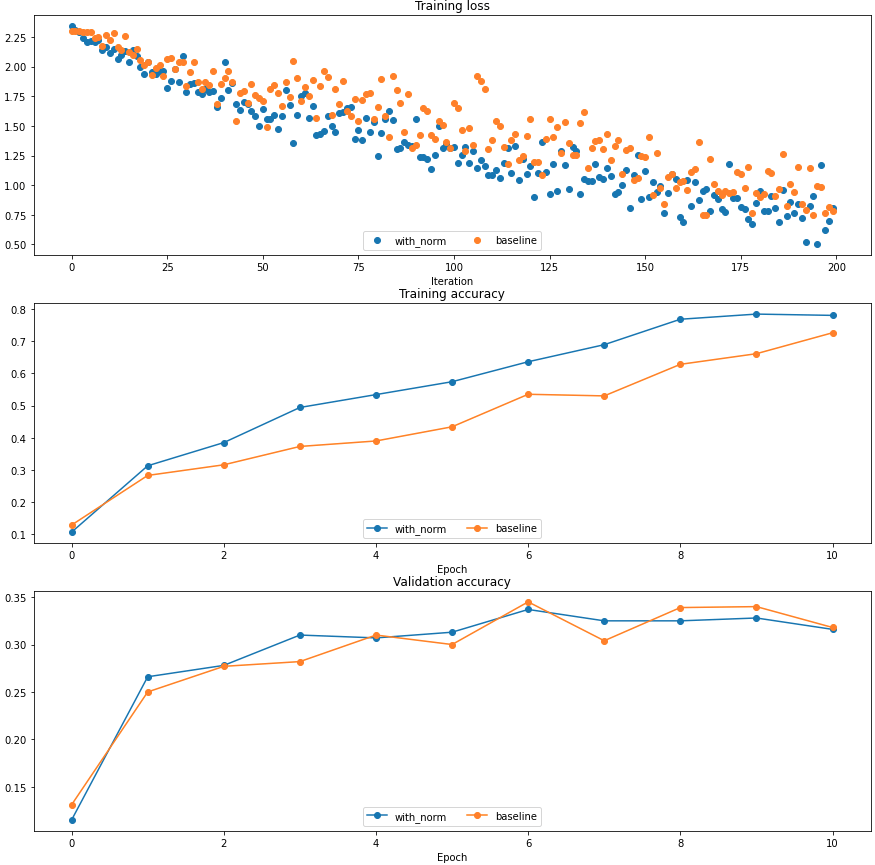 Training loss
2.25
2.00
1.75
1.50
1.25
1.00
0.75
0.50
with_norm baseline
0 25 50 75 100 125 150 175 200
Iteration
Training accuracy
0.8
0.7
0.6
0.5
0.4
0.3
0.2
0.1
with_norm baseline
0 2 4 6 8 10
Epoch
Validation accuracy
0.35
0.30
0.25
0.20
0.15
with_norm baseline
0 2 4 6 8 10
Epoch